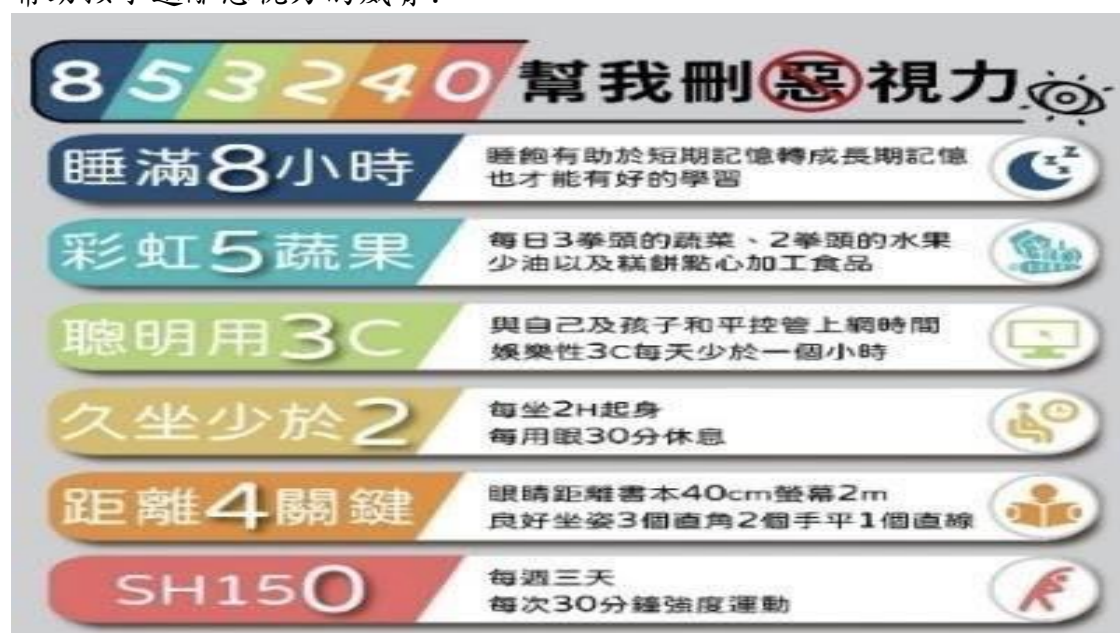 853240幫我刪惡視力
睡滿8小時
睡飽有助於短期記憶轉成長期記憶
也才能有好的學習
彩虹5蔬果
每日3拳頭的蔬菜、2拳頭的水果
少油以及糕餅點心加工食品
聰明用3C
與自己及孩子和平控管上網時間
娛樂性3C每天少於一個小時
久坐少於2
每坐2H起身
每用眼30分休息
距離4關鍵
眼睛距離書本40cm螢幕2m
良好坐姿3個直角2個手平1個直線
SH150
每週三天
每次30分鐘強度運動